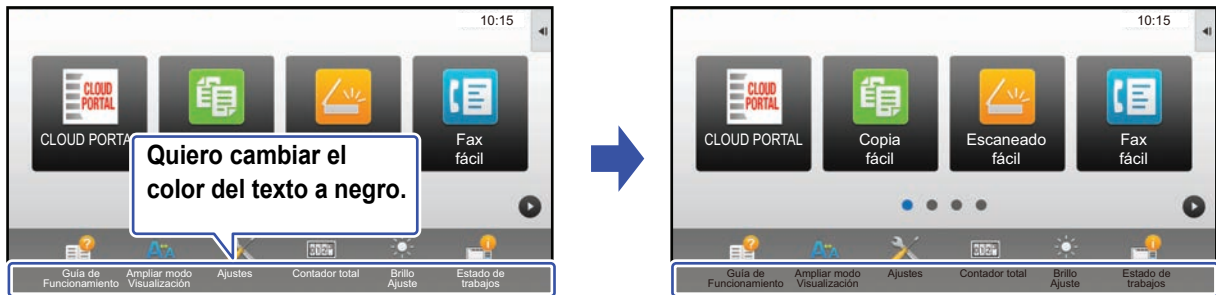 10:15
CLOUD
PORTAL
CLOUD PORTA
Fax
fácil
Quiero cambiar el
color del texto a negro.
Guía de
Funcionamiento
Ampliar modo
Visualización
Ajustes
Contador total
Brillo
Ajuste
Estado de
trabajos
10:15
CLOUD
PORTAL
CLOUD PORTAL
Copia
fácil
Escaneado
fácil
Fax
fácil
Guía de
Funcionamiento
Ampliar modo
Visualización
Ajustes
Contador total
Brillo
Ajuste
Estado de
trabajos